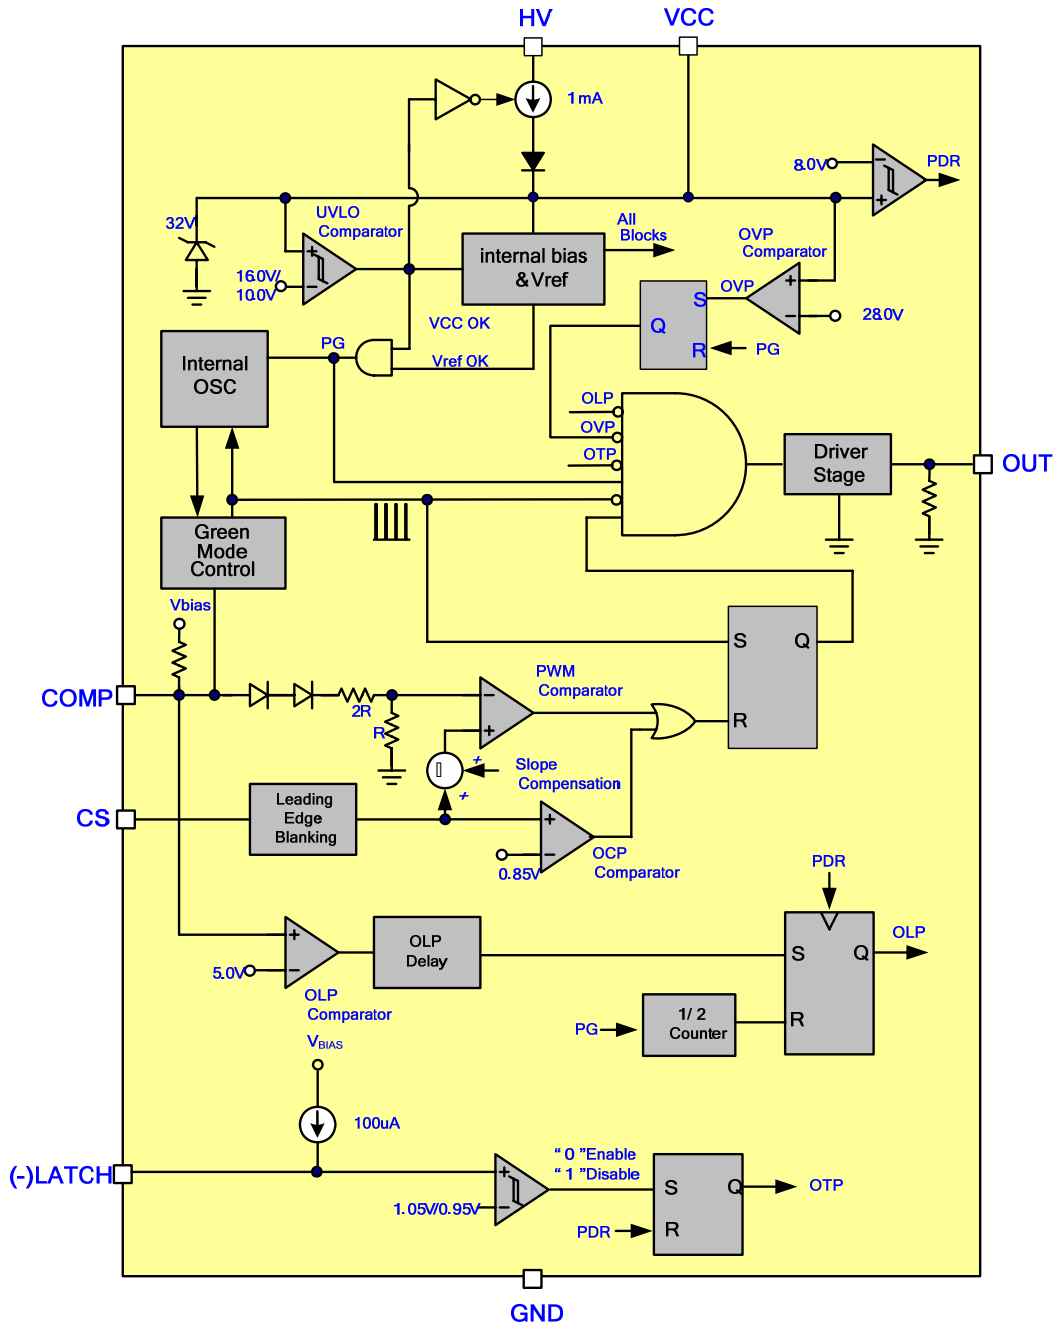 HV
VCC
1mA
8.0V
PDR
32V
UVLO
Comparator
All
Blocks
OVP
Comparator
internal bias
&Vref
16.0V/
10.0V
+
−
−
+
+
−
OVP
S
Q
R
28.0V
PG
VCC OK
Vref OK
PG
Internal
OSC
OLP
OVP
OTP
Driver
Stage
OUT
Green
Mode
Control
Vbias
COMP
2R
R
PWM
Comparator
−
+
S
Q
R
Slope
Compensation
+
+
CS
Leading
Edge
Blanking
+
−
0.85V
OCP
Comparator
PDR
+
−
5.0V
OLP
Comparator
OLP
Delay
S
Q
R
OLP
PG
1/ 2
Counter
VBIAS
100uA
(-)LATCH
+
−
1.05V/0.95V
“ 0 ”Enable
“ 1 ”Disable
S
Q
R
OTP
PDR
GND